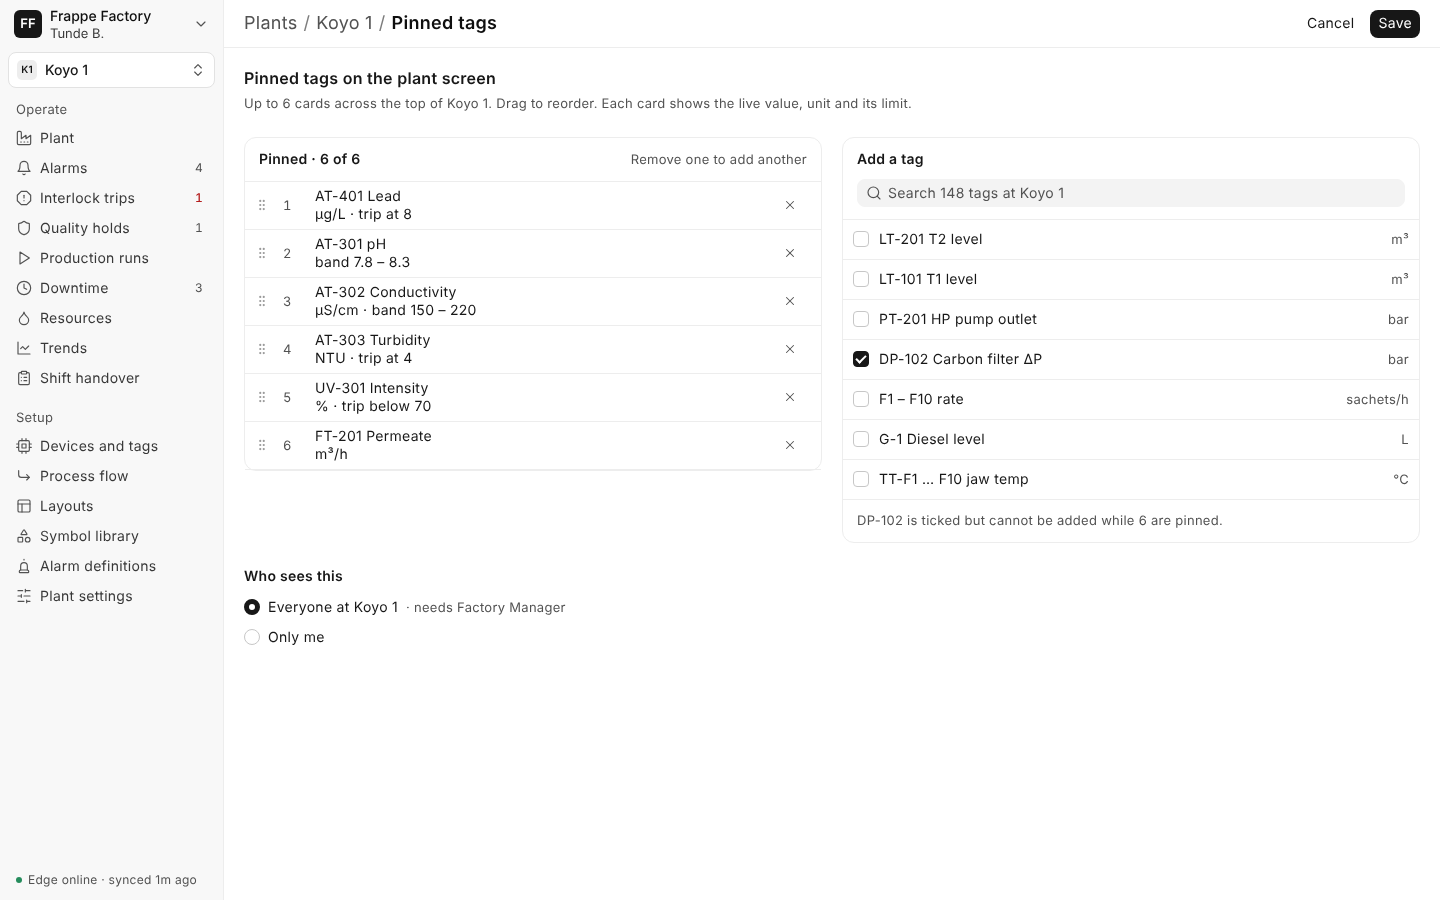 FF
Frappe Factory
Tunde B.
K1
Koyo 1
Operate
Plant
Alarms 4
Interlock trips 1
Quality holds 1
Production runs
Downtime 3
Resources
Trends
Shift handover
Setup
Devices and tags
Process flow
Layouts
Symbol library
Alarm definitions
Plant settings
Edge online · synced 1m ago
Plants / Koyo 1 / Pinned tags
Cancel
Save
Pinned tags on the plant screen
Up to 6 cards across the top of Koyo 1. Drag to reorder. Each card shows the live value, unit and its limit.
Pinned · 6 of 6
Remove one to add another
1 AT-401 Lead
µg/L · trip at 8
2 AT-301 pH
band 7.8 – 8.3
3 AT-302 Conductivity
µS/cm · band 150 – 220
4 AT-303 Turbidity
NTU · trip at 4
5 UV-301 Intensity
% · trip below 70
6 FT-201 Permeate
m³/h
Add a tag
Search 148 tags at Koyo 1
LT-201 T2 level m³
LT-101 T1 level m³
PT-201 HP pump outlet bar
DP-102 Carbon filter ΔP bar
F1 – F10 rate sachets/h
G-1 Diesel level L
TT-F1 … F10 jaw temp °C
DP-102 is ticked but cannot be added while 6 are pinned.
Who sees this
Everyone at Koyo 1 · needs Factory Manager
Only me